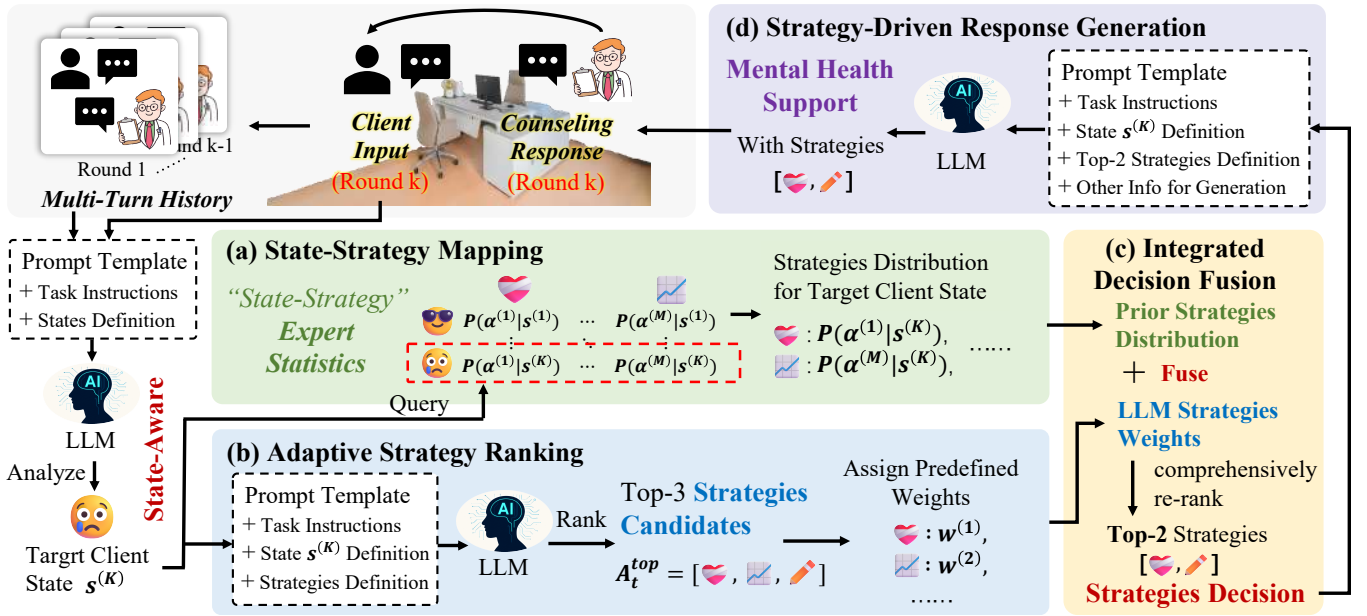 Round 1
nd k-1
Multi-Turn History
Client
Input
(Round k)
Counseling
Response
(Round k)
(d) Strategy-Driven Response Generation
Mental Health
Support
With Strategies
[ , ]
AI
LLM
Prompt Template
+ Task Instructions
+ State s^(K) Definition
+ Top-2 Strategies Definition
+ Other Info for Generation
Prompt Template
+ Task Instructions
+ States Definition
AI
LLM
Analyze
State-Aware
Targrt Client
State s^(K)
(a) State-Strategy Mapping
“State-Strategy”
Expert
Statistics
P(α^(1)|s^(1)) ... P(α^(M)|s^(1))
P(α^(1)|s^(K)) ... P(α^(M)|s^(K))
Query
Strategies Distribution
for Target Client State
: P(α^(1)|s^(K)),
: P(α^(M)|s^(K)),
......
(b) Adaptive Strategy Ranking
Prompt Template
+ Task Instructions
+ State s^(K) Definition
+ Strategies Definition
AI
LLM
Rank
Top-3 Strategies
Candidates
A_t^top = [ , , ]
Assign Predefined
Weights
: w^(1),
: w^(2),
......
(c) Integrated
Decision Fusion
Prior Strategies
Distribution
+ Fuse
LLM Strategies
Weights
comprehensively
re-rank
Top-2 Strategies
[ , ]
Strategies Decision